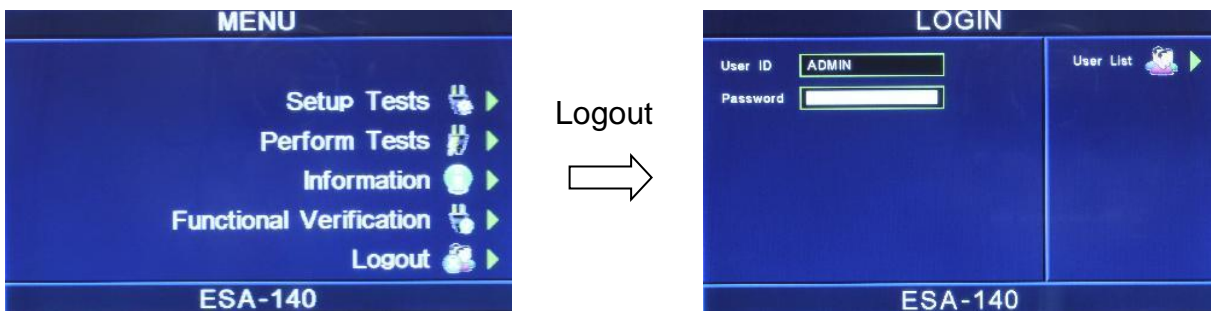 MENU
Setup Tests
Perform Tests
Information
Functional Verification
Logout
ESA-140
Logout
LOGIN
User ID ADMIN
Password
User List
ESA-140